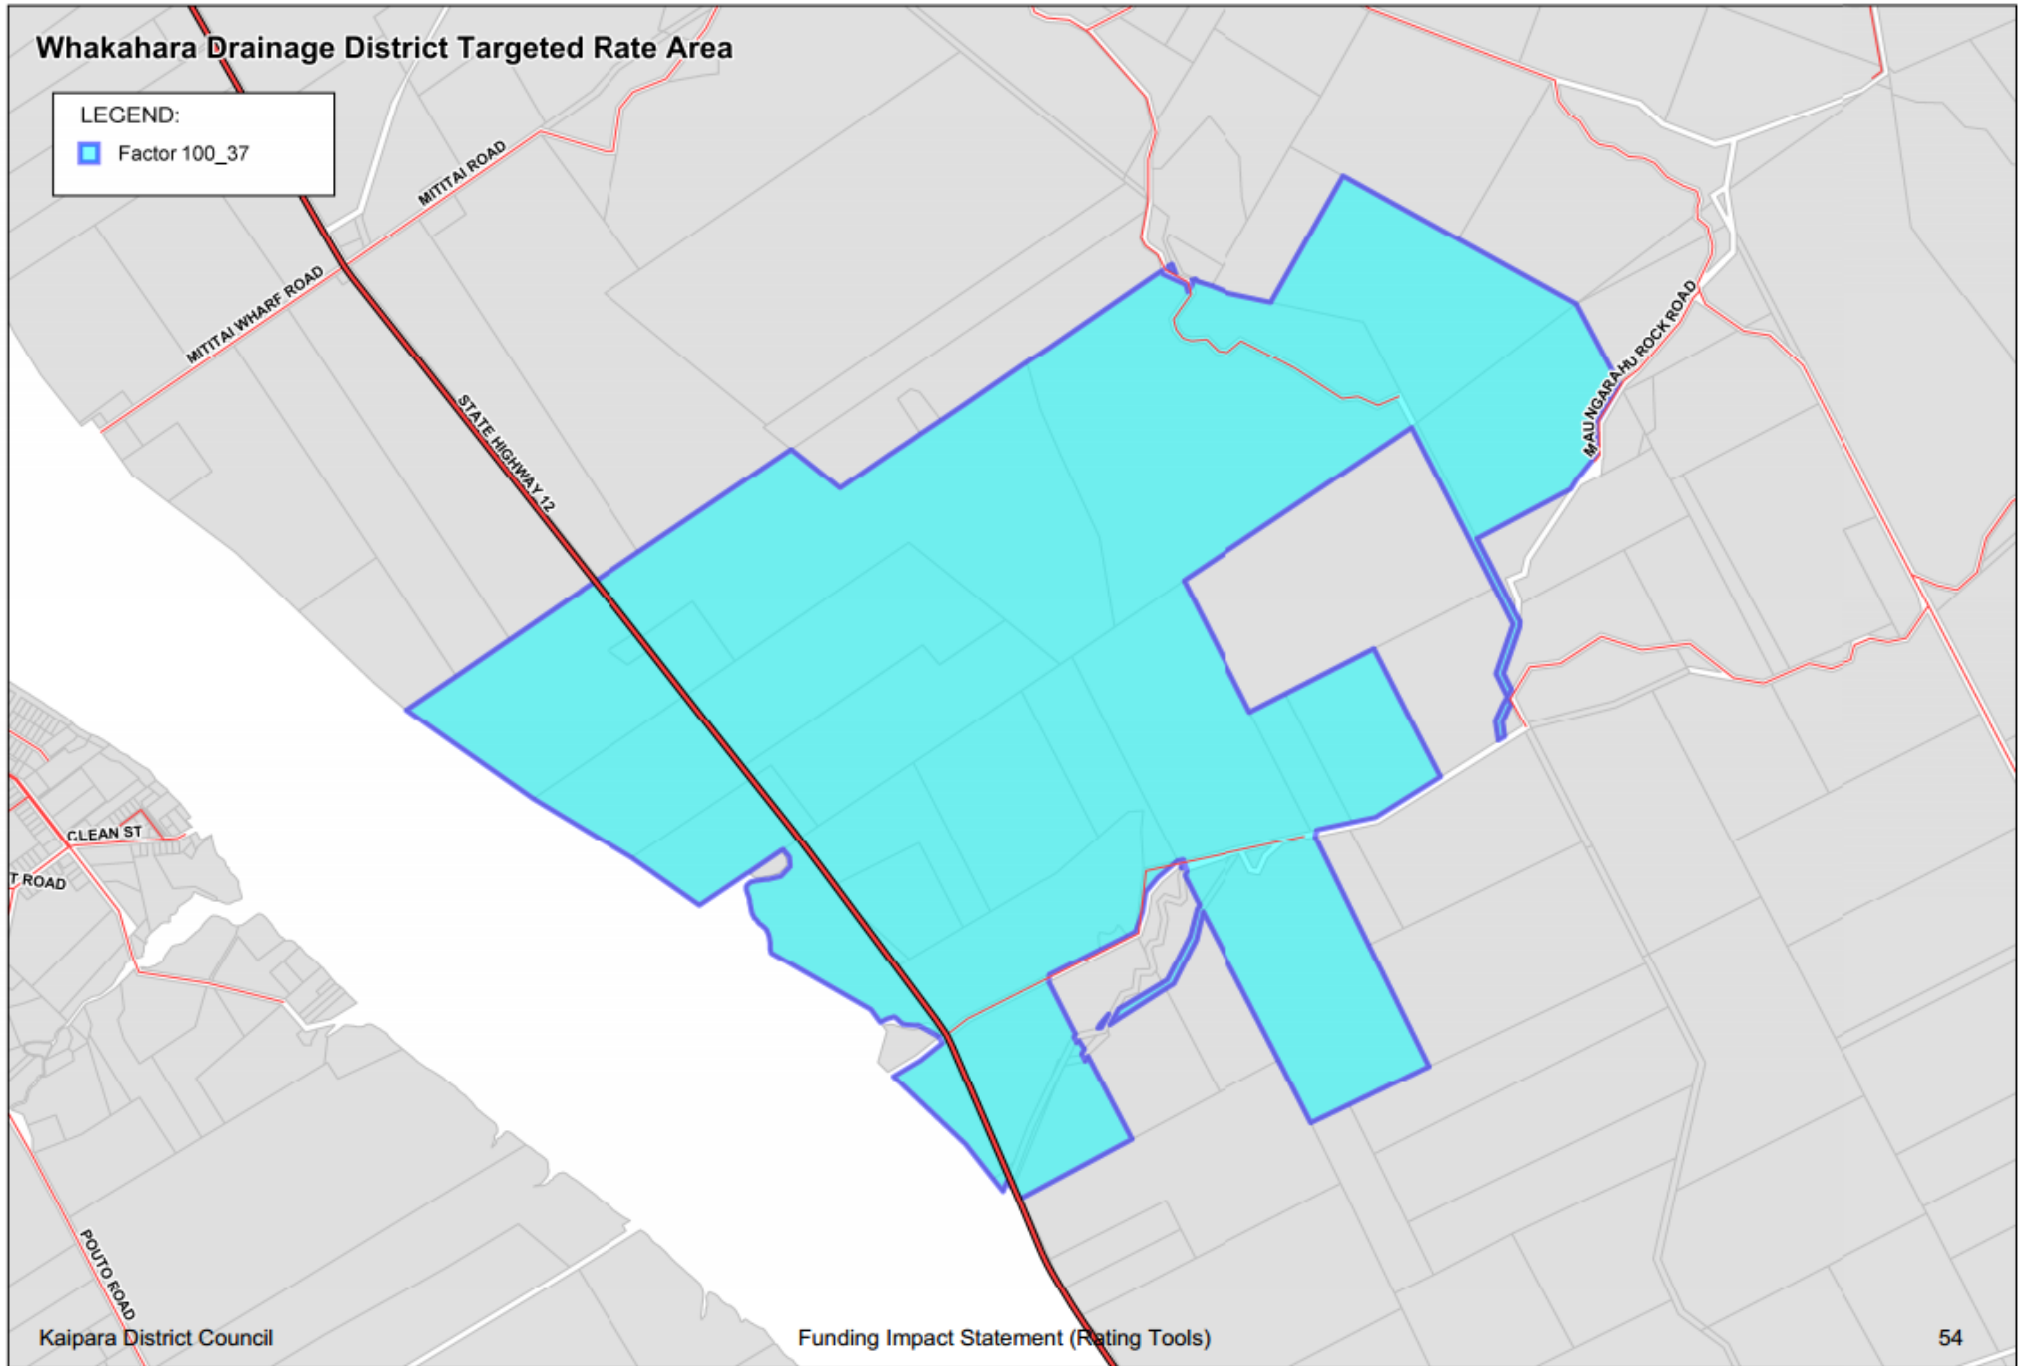 Whakahara Drainage District Targeted Rate Area
LEGEND:
Factor 100_37
MITITAI ROAD
MITITAI WHARF ROAD
STATE HIGHWAY 12
MAUNGARAHU ROCK ROAD
CLEAN ST
T ROAD
POUTO ROAD
Kaipara District Council
Funding Impact Statement (Rating Tools)
54